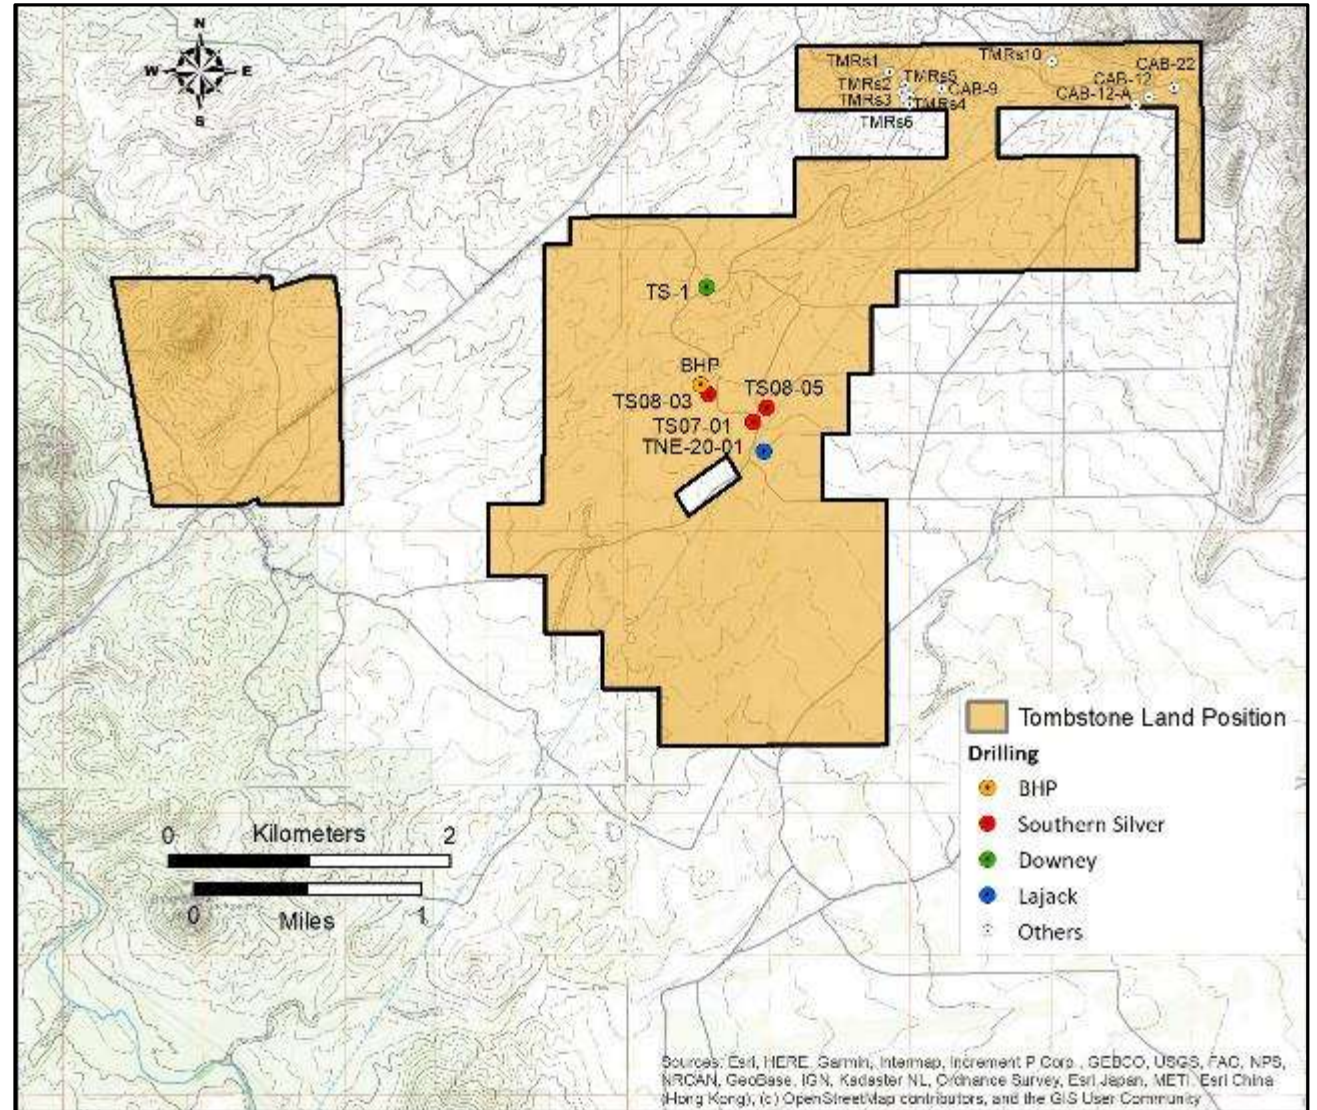 N
W E
S
TMRs10
TMRs1
CAB-22
TMRs5
CAB-12
TMRs2
CAB-9
CAB-12-A
TMRs3
TMRs4
TMRs6
TS-1
BHP
TS08-05
TS08-03
TS07-01
TNE-20-01
Tombstone Land Position
Drilling
BHP
Southern Silver
Downey
Lajack
Others
0 Kilometers 2
0 Miles 1
Sources: Esri, HERE, Garmin, Intermap, increment P Corp., GEBCO, USGS, FAO, NPS,
NRCAN, GeoBase, IGN, Kadaster NL, Ordnance Survey, Esri Japan, METI, Esri China
(Hong Kong), (c) OpenStreetMap contributors, and the GIS User Community